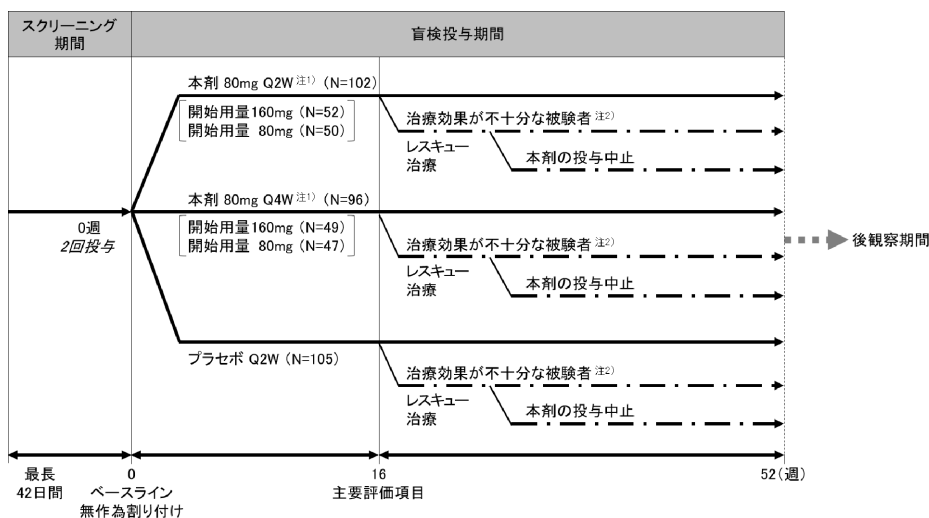 スクリーニング
期間
盲検投与期間
本剤 80mg Q2W 注1) (N=102)
開始用量160mg (N=52)
開始用量 80mg (N=50)
治療効果が不十分な被験者 注2)
レスキュー
治療
本剤の投与中止
本剤 80mg Q4W 注1) (N=96)
0週
2回投与
開始用量160mg (N=49)
開始用量 80mg (N=47)
治療効果が不十分な被験者 注2)
レスキュー
治療
本剤の投与中止
後観察期間
プラセボ Q2W (N=105)
治療効果が不十分な被験者 注2)
レスキュー
治療
本剤の投与中止
最長
42日間
0
ベースライン
無作為割り付け
16
主要評価項目
52(週)